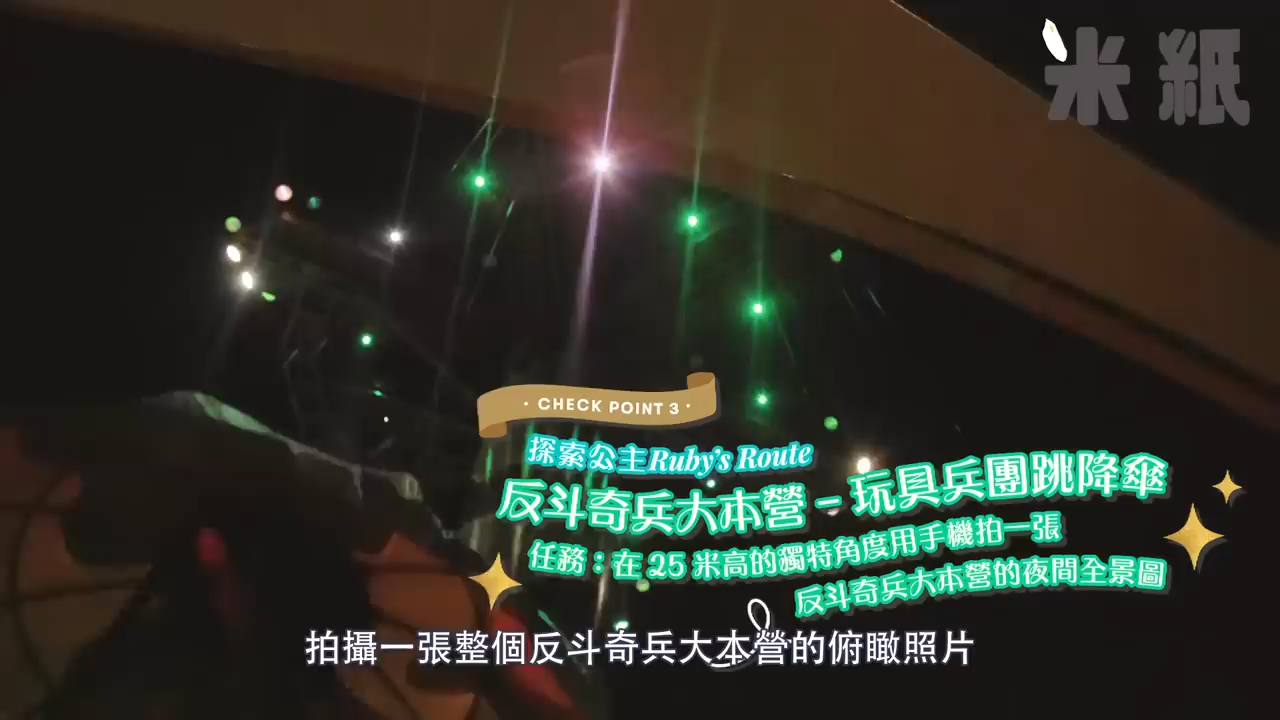 米紙
· CHECK POINT 3 ·
探索公主Ruby's Route
反斗奇兵大本營 – 玩具兵團跳降傘
任務：在 25 米高的獨特角度用手機拍一張
反斗奇兵大本營的夜間全景圖
拍攝一張整個反斗奇兵大本營的俯瞰照片